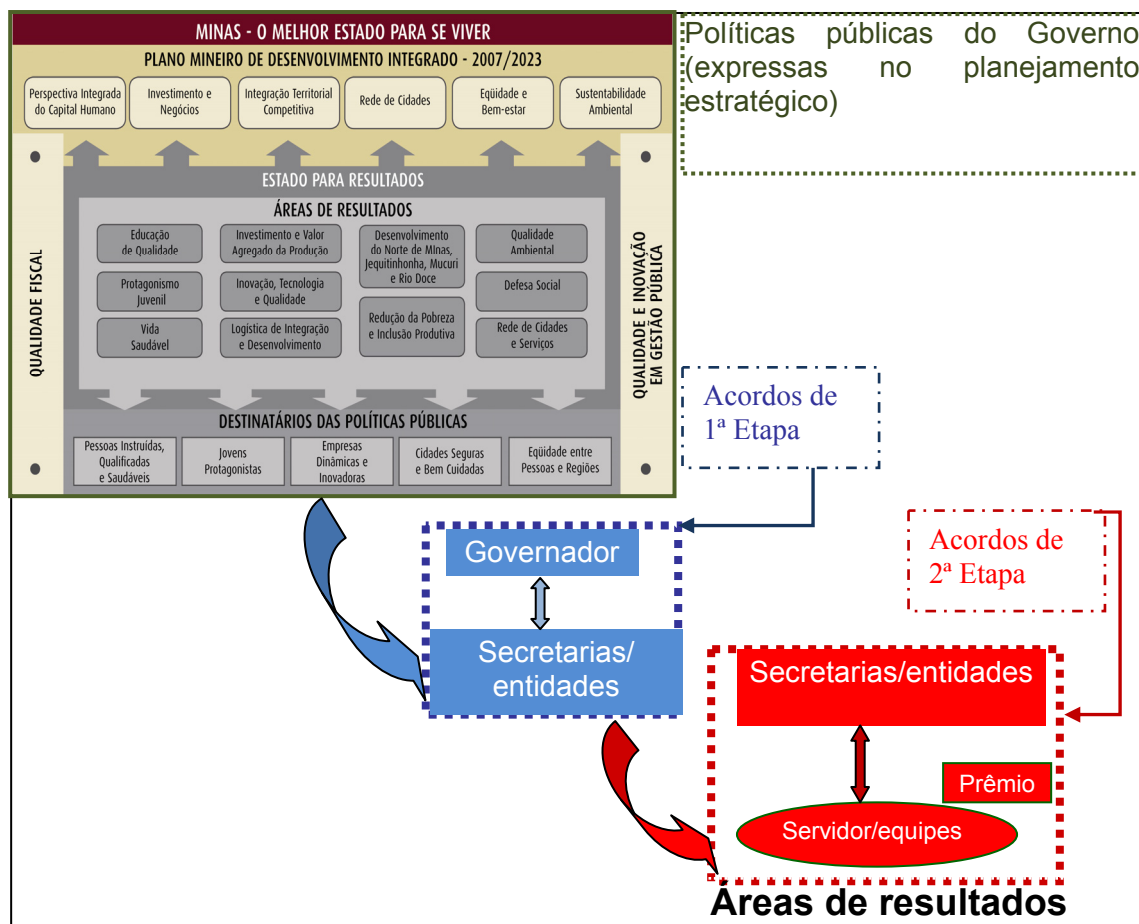 MINAS - O MELHOR ESTADO PARA SE VIVER
PLANO MINEIRO DE DESENVOLVIMENTO INTEGRADO - 2007/2023
Perspectiva Integrada
do Capital Humano
Investimento e
Negócios
Integração Territorial
Competitiva
Rede de Cidades
Eqüidade e
Bem-estar
Sustentabilidade
Ambiental
Políticas públicas do Governo
(expressas no planejamento
estratégico)
QUALIDADE FISCAL
ESTADO PARA RESULTADOS
ÁREAS DE RESULTADOS
Educação
de Qualidade
Investimento e Valor
Agregado da Produção
Desenvolvimento
do Norte de MInas,
Jequitinhonha, Mucuri
e Rio Doce
Qualidade
Ambiental
Protagonismo
Juvenil
Inovação, Tecnologia
e Qualidade
Defesa Social
Vida
Saudável
Logística de Integração
e Desenvolvimento
Redução da Pobreza
e Inclusão Produtiva
Rede de Cidades
e Serviços
QUALIDADE E INOVAÇÃO
EM GESTÃO PÚBLICA
DESTINATÁRIOS DAS POLÍTICAS PÚBLICAS
Pessoas Instruídas,
Qualificadas
e Saudáveis
Jovens
Protagonistas
Empresas
Dinâmicas e
Inovadoras
Cidades Seguras
e Bem Cuidadas
Eqüidade entre
Pessoas e Regiões
Acordos de
1ª Etapa
Governador
Secretarias/
entidades
Acordos de
2ª Etapa
Secretarias/entidades
Prêmio
Servidor/equipes
Áreas de resultados